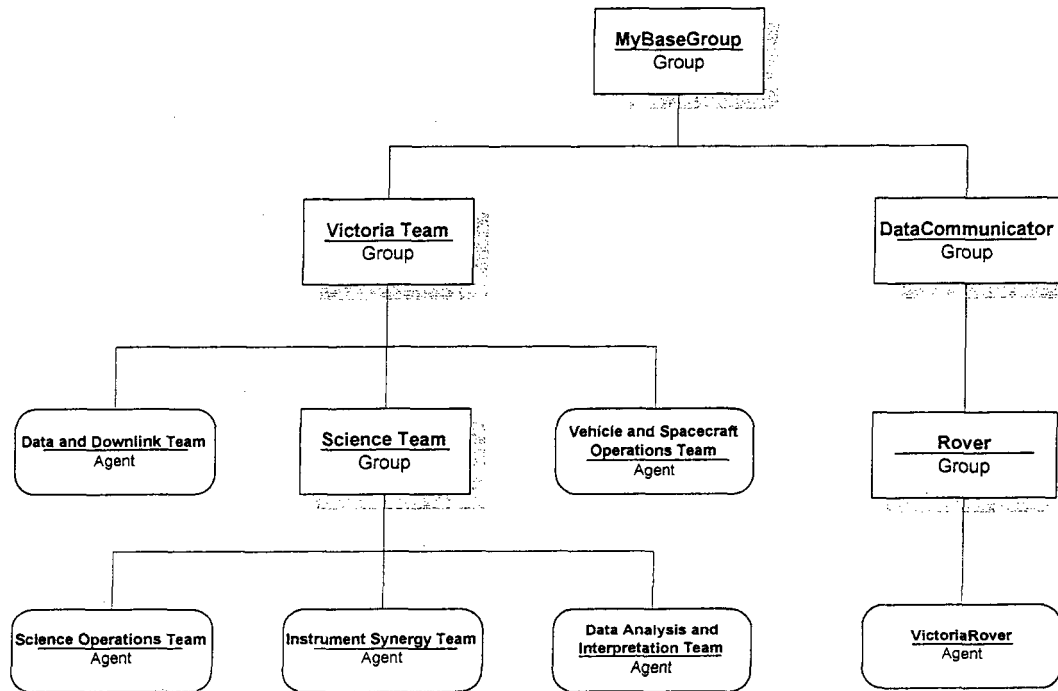 MyBaseGroup
Group
Victoria Team
Group
DataCommunicator
Group
Data and Downlink Team
Agent
Science Team
Group
Vehicle and Spacecraft
Operations Team
Agent
Rover
Group
Science Operations Team
Agent
Instrument Synergy Team
Agent
Data Analysis and
Interpretation Team
Agent
VictoriaRover
Agent